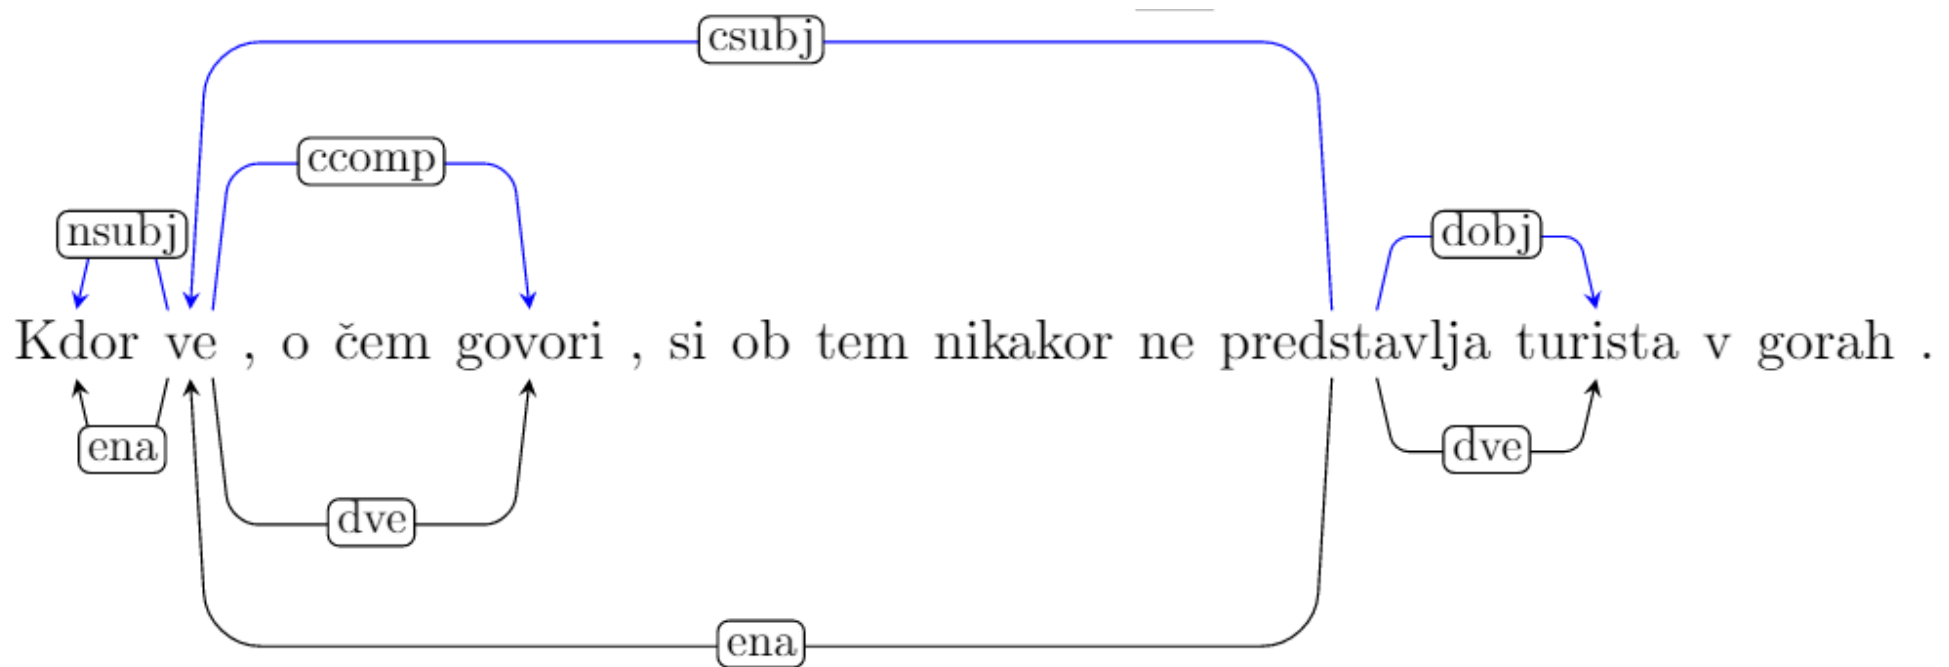 csubj
ccomp
nsubj dobj
Kdor ve , o čem govori , si ob tem nikakor ne predstavlja turista v gorah .
ena dve
dve
ena